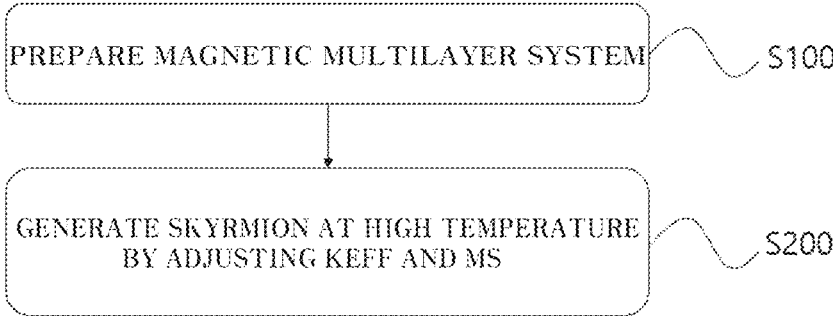 PREPARE MAGNETIC MULTILAYER SYSTEM
S100
GENERATE SKYRMION AT HIGH TEMPERATURE
BY ADJUSTING KEFF AND MS
S200